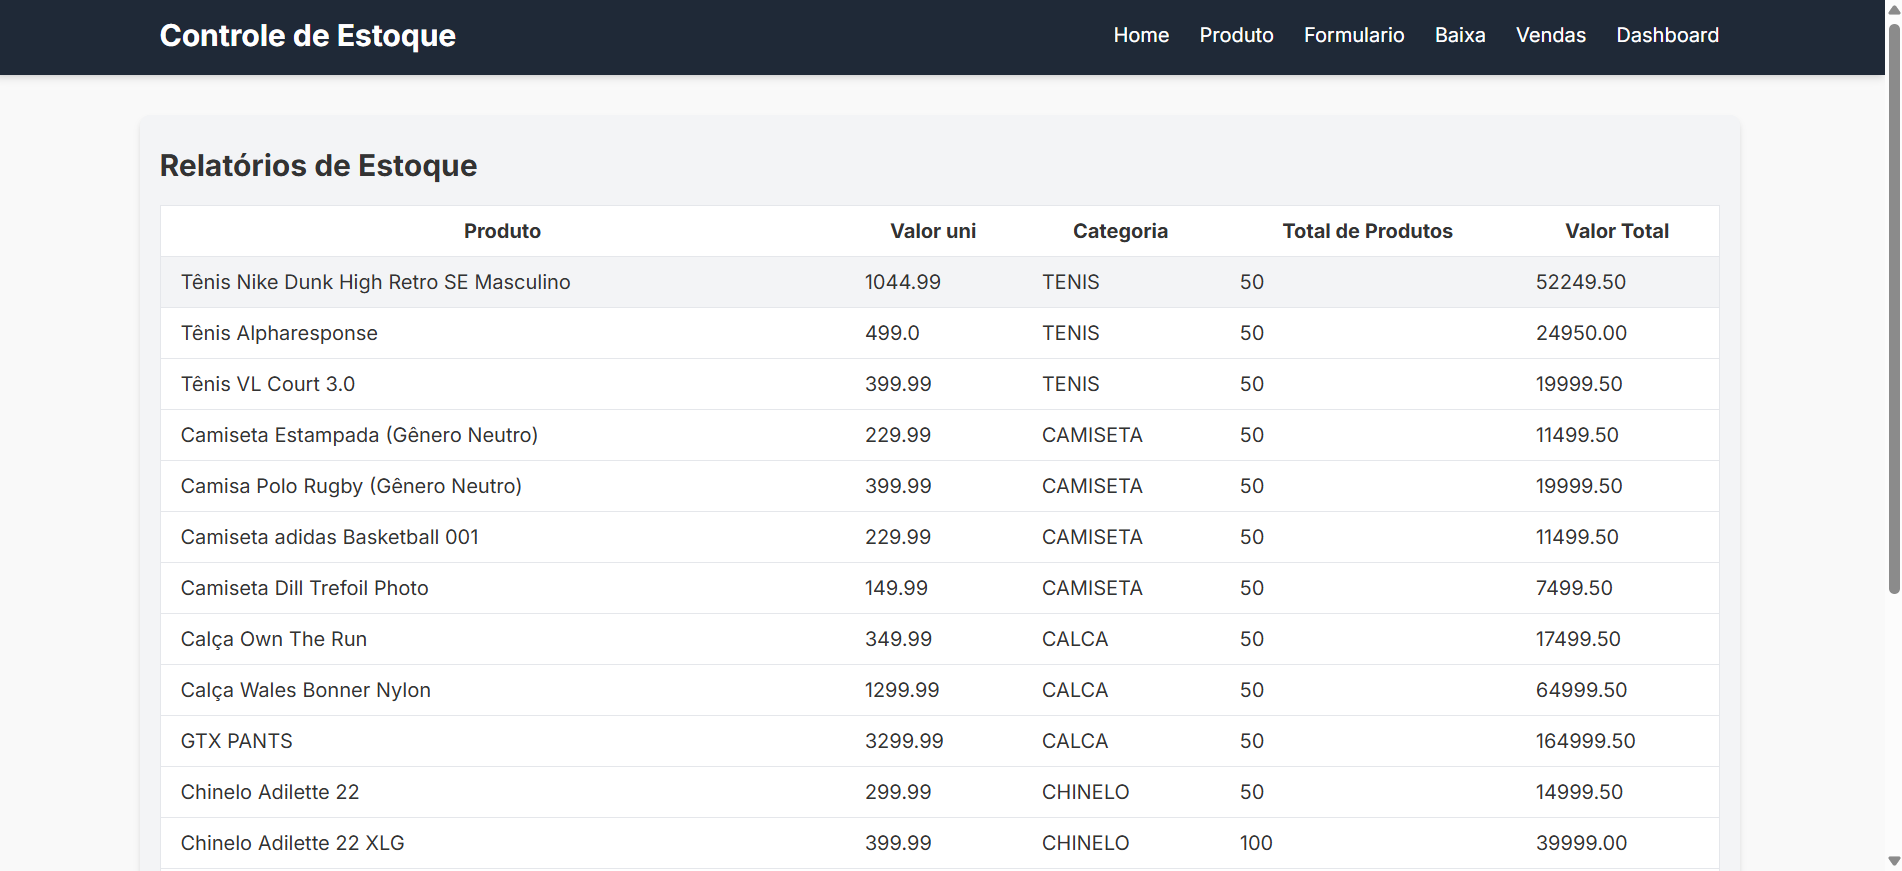 Controle de Estoque Home Produto Formulario Baixa Vendas Dashboard
Relatórios de Estoque
Produto Valor uni Categoria Total de Produtos Valor Total
Tênis Nike Dunk High Retro SE Masculino 1044.99 TENIS 50 52249.50
Tênis Alpharesponse 499.0 TENIS 50 24950.00
Tênis VL Court 3.0 399.99 TENIS 50 19999.50
Camiseta Estampada (Gênero Neutro) 229.99 CAMISETA 50 11499.50
Camisa Polo Rugby (Gênero Neutro) 399.99 CAMISETA 50 19999.50
Camiseta adidas Basketball 001 229.99 CAMISETA 50 11499.50
Camiseta Dill Trefoil Photo 149.99 CAMISETA 50 7499.50
Calça Own The Run 349.99 CALCA 50 17499.50
Calça Wales Bonner Nylon 1299.99 CALCA 50 64999.50
GTX PANTS 3299.99 CALCA 50 164999.50
Chinelo Adilette 22 299.99 CHINELO 50 14999.50
Chinelo Adilette 22 XLG 399.99 CHINELO 100 39999.00